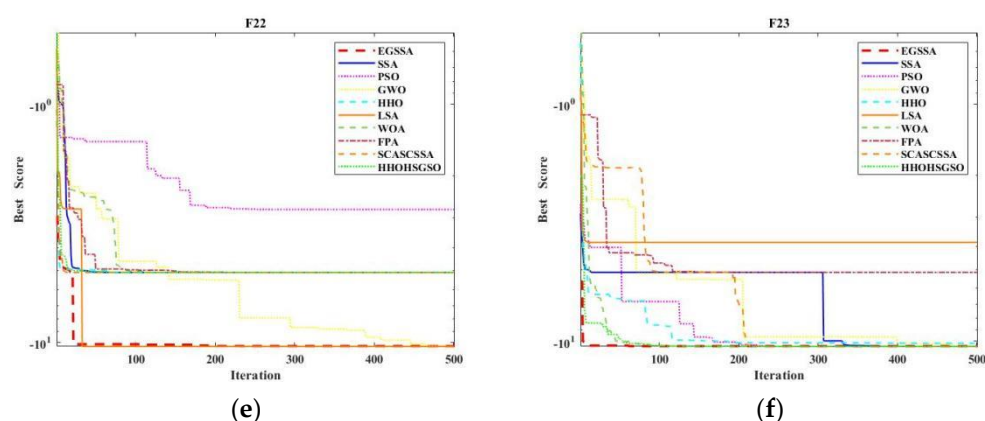 F22
Best Score
-10^0
-10^1
EGSSA
SSA
PSO
GWO
HHO
LSA
WOA
FPA
SCASCSSA
HHOHSGSO
100
200
300
400
500
Iteration
(e)
F23
Best Score
-10^0
-10^1
EGSSA
SSA
PSO
GWO
HHO
LSA
WOA
FPA
SCASCSSA
HHOHSGSO
100
200
300
400
500
Iteration
(f)